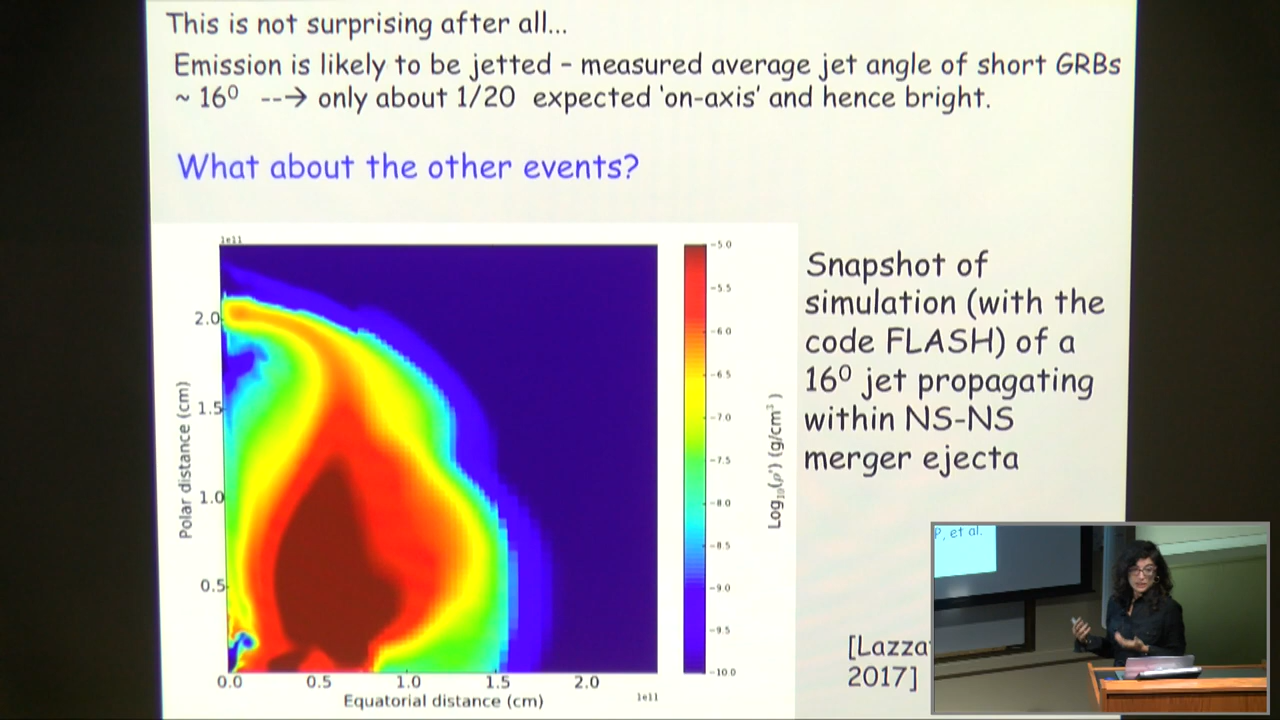 This is not surprising after all...
Emission is likely to be jetted – measured average jet angle of short GRBs
~ 16⁰ --→ only about 1/20 expected 'on-axis' and hence bright.
What about the other events?
1e11
2.0
1.5
1.0
0.5
Polar distance (cm)
0.0 0.5 1.0 1.5 2.0
1e11
Equatorial distance (cm)
-5.0
-5.5
-6.0
-6.5
-7.0
-7.5
-8.0
-8.5
-9.0
-9.5
-10.0
Log₁₀(ρ') (g/cm³)
Snapshot of
simulation (with the
code FLASH) of a
16⁰ jet propagating
within NS-NS
merger ejecta
[Lazza
2017]
P, et al.